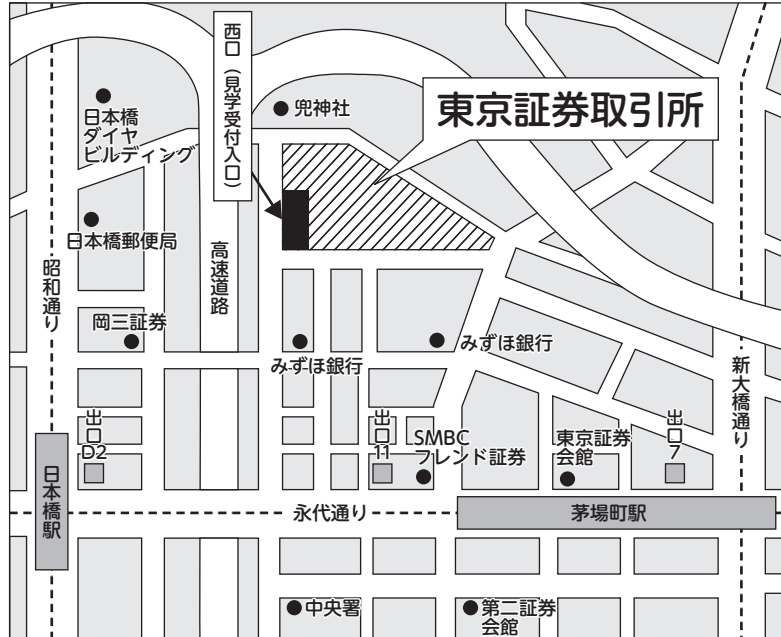 西口（見学受付入口）
東京証券取引所
兜神社
日本橋
ダイヤ
ビルディング
日本橋郵便局
高速道路
昭和通り
岡三証券
みずほ銀行
みずほ銀行
新大橋通り
出口
D2
出口
11
SMBC
フレンド証券
東京証券
会館
出口
7
日本橋駅
永代通り
茅場町駅
中央署
第二証券
会館